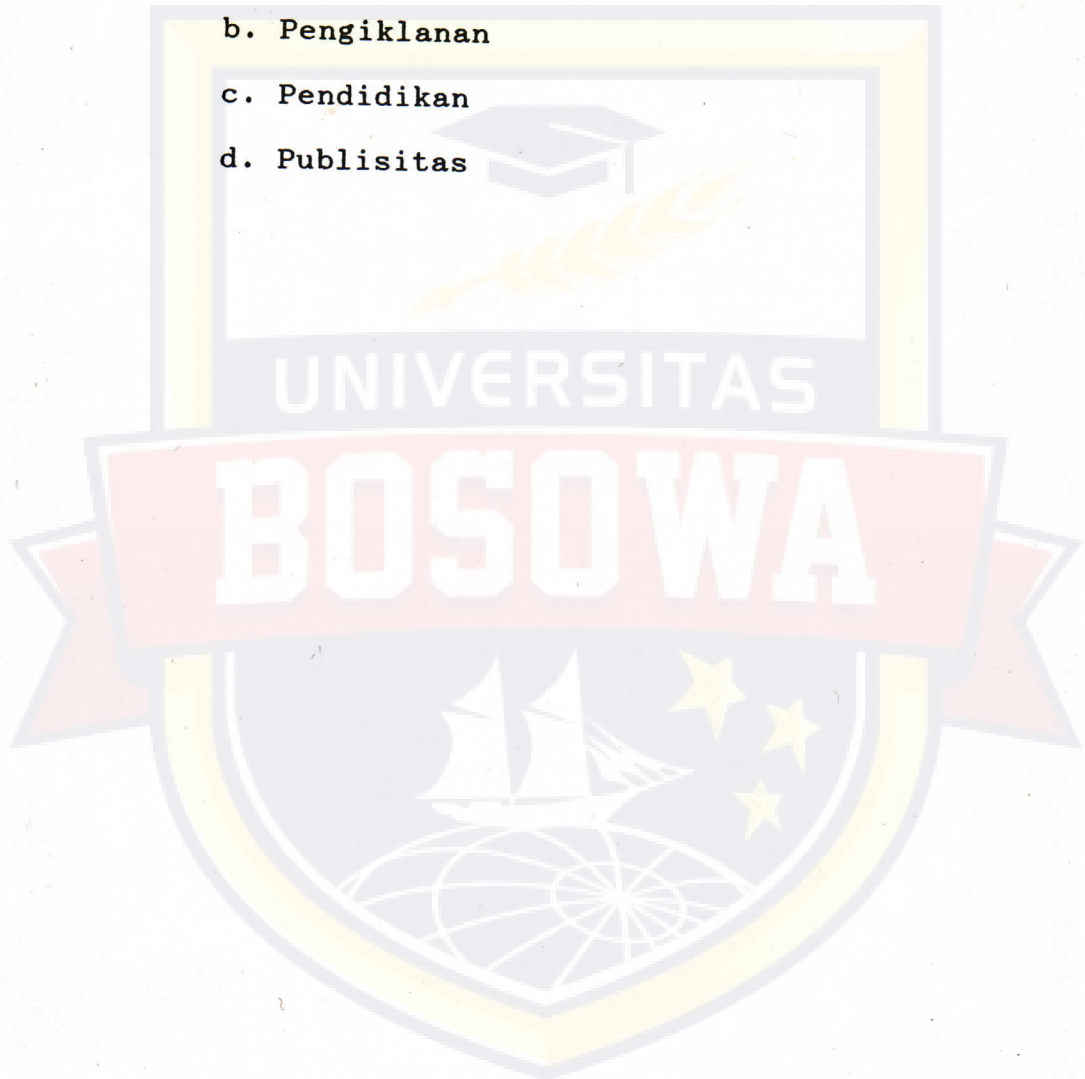 b. Pengiklanan
c. Pendidikan
d. Publisitas
UNIVERSITAS
BOSOWA